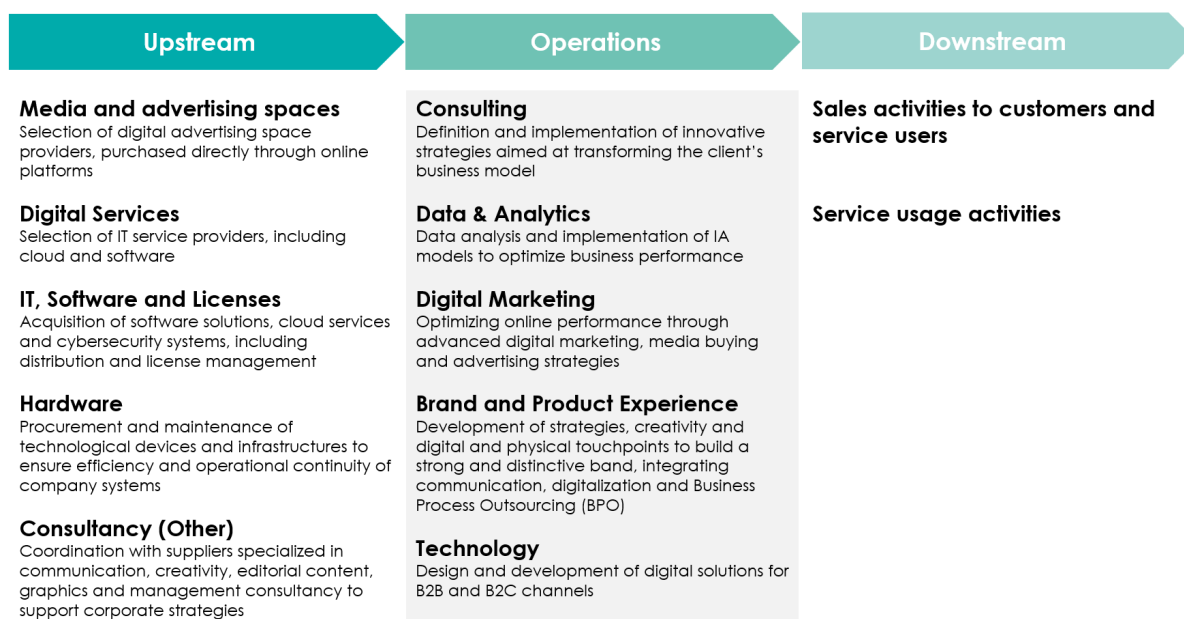 Upstream
Media and advertising spaces
Selection of digital advertising space
providers, purchased directly through online
platforms
Digital Services
Selection of IT service providers, including
cloud and software
IT, Software and Licenses
Acquisition of software solutions, cloud services
and cybersecurity systems, including
distribution and license management
Hardware
Procurement and maintenance of
technological devices and infrastructures to
ensure efficiency and operational continuity of
company systems
Consultancy (Other)
Coordination with suppliers specialized in
communication, creativity, editorial content,
graphics and management consultancy to
support corporate strategies
Operations
Consulting
Definition and implementation of innovative
strategies aimed at transforming the client's
business model
Data & Analytics
Data analysis and implementation of IA
models to optimize business performance
Digital Marketing
Optimizing online performance through
advanced digital marketing, media buying
and advertising strategies
Brand and Product Experience
Development of strategies, creativity and
digital and physical touchpoints to build a
strong and distinctive band, integrating
communication, digitalization and Business
Process Outsourcing (BPO)
Technology
Design and development of digital solutions for
B2B and B2C channels
Downstream
Sales activities to customers and
service users
Service usage activities